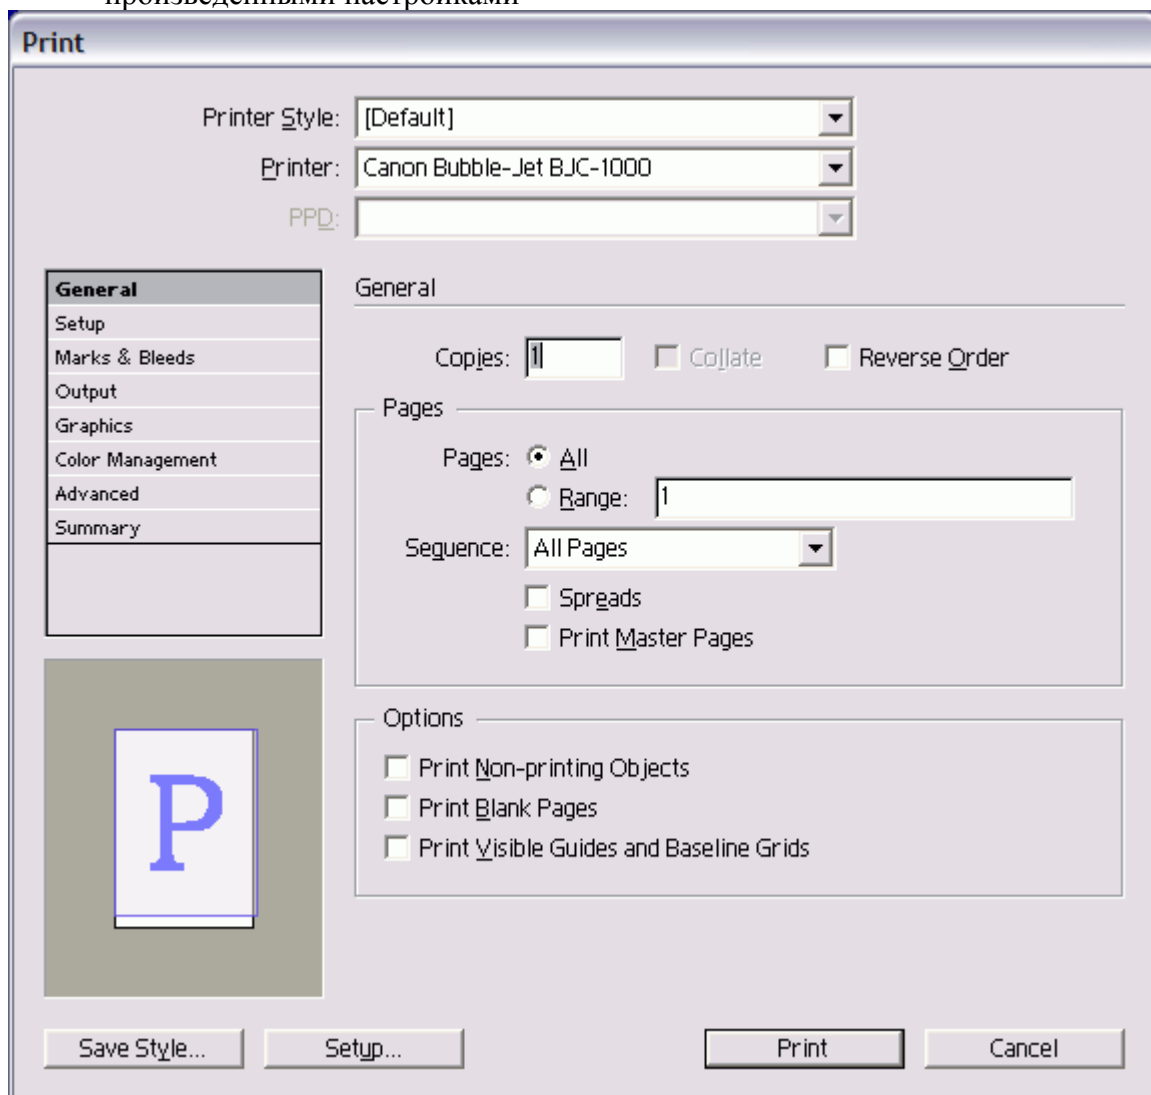 произведенными настройками
Print
Printer Style: [Default]
Printer: Canon Bubble-Jet BJC-1000
PPD:
General
Setup
Marks & Bleeds
Output
Graphics
Color Management
Advanced
Summary
General
Copies: 1 Collate Reverse Order
Pages
Pages: All
Range: 1
Sequence: All Pages
Spreads
Print Master Pages
Options
Print Non-printing Objects
Print Blank Pages
Print Visible Guides and Baseline Grids
P
Save Style... Setup... Print Cancel